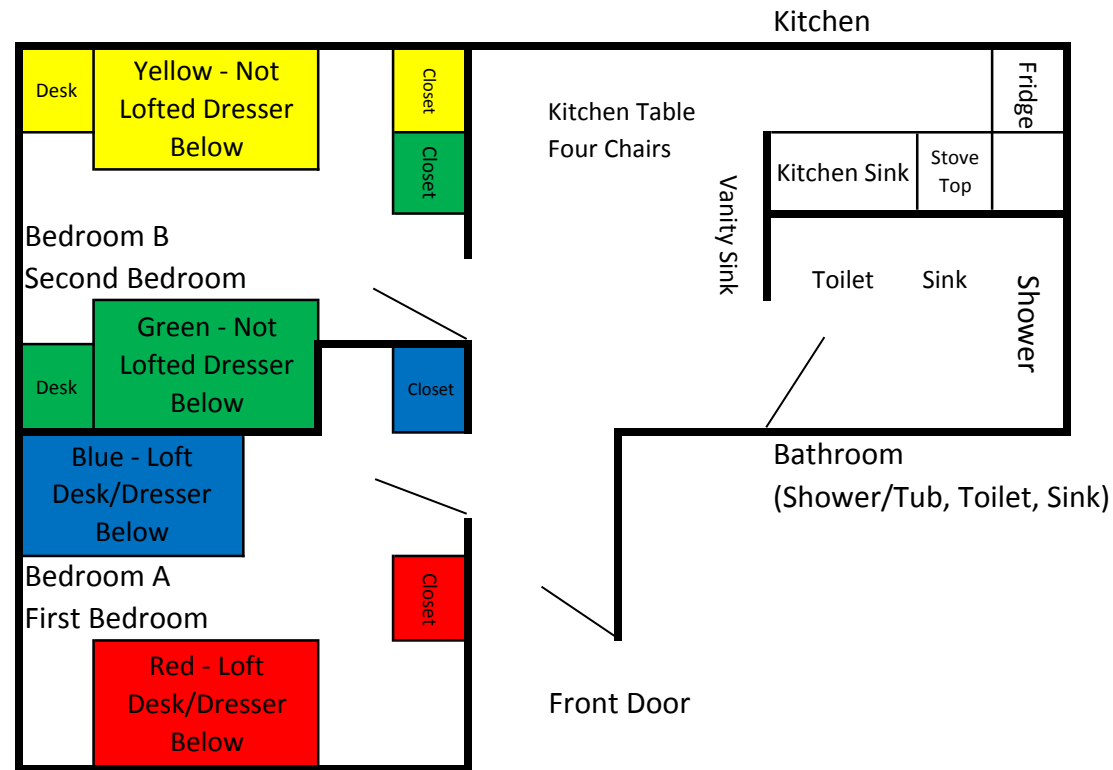 Kitchen
Desk
Yellow - Not
Lofted Dresser
Below
Closet
Closet
Kitchen Table
Four Chairs
Fridge
Kitchen Sink
Stove
Top
Vanity Sink
Bedroom B
Second Bedroom
Toilet
Sink
Shower
Desk
Green - Not
Lofted Dresser
Below
Closet
Blue - Loft
Desk/Dresser
Below
Bathroom
(Shower/Tub, Toilet, Sink)
Bedroom A
First Bedroom
Closet
Red - Loft
Desk/Dresser
Below
Front Door